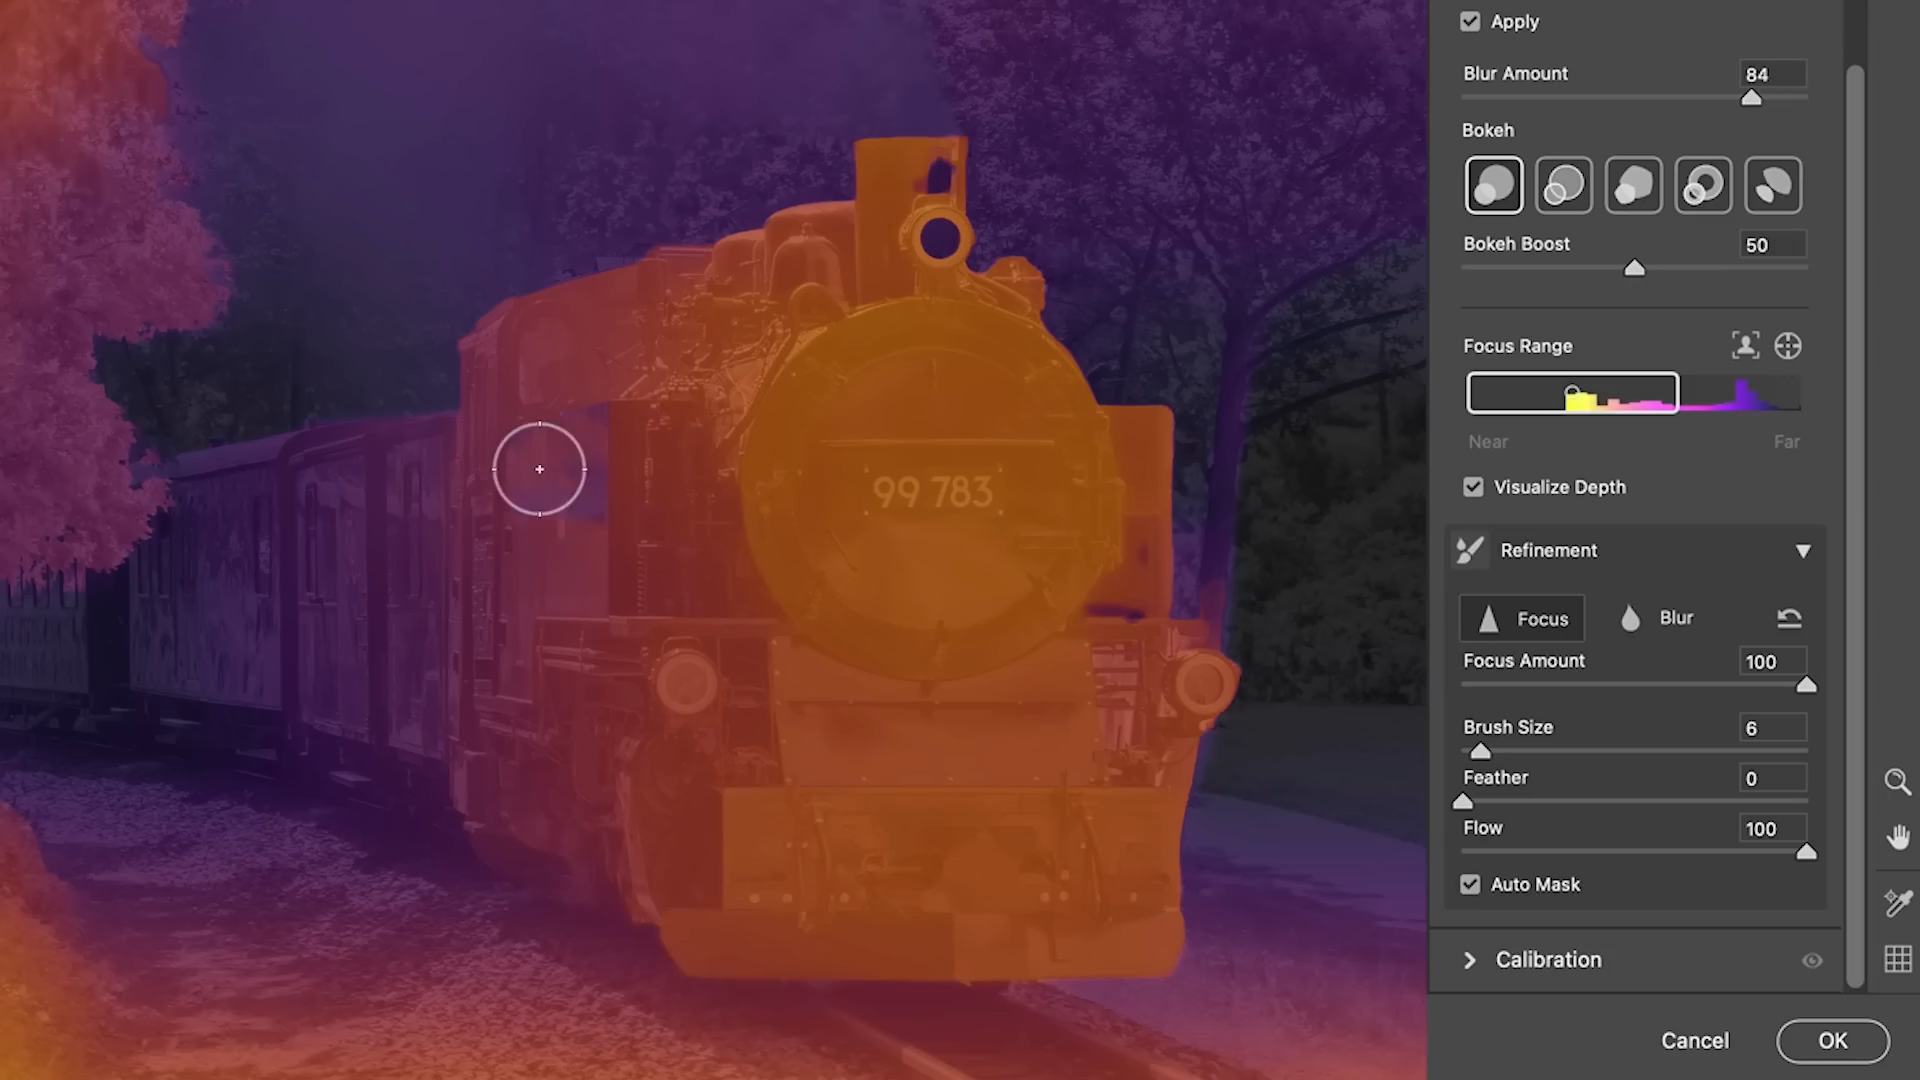 Apply
Blur Amount 84
Bokeh
Bokeh Boost 50
Focus Range
Near Far
Visualize Depth
Refinement
Focus Blur
Focus Amount 100
Brush Size 6
Feather 0
Flow 100
Auto Mask
Calibration
Cancel OK
99 783